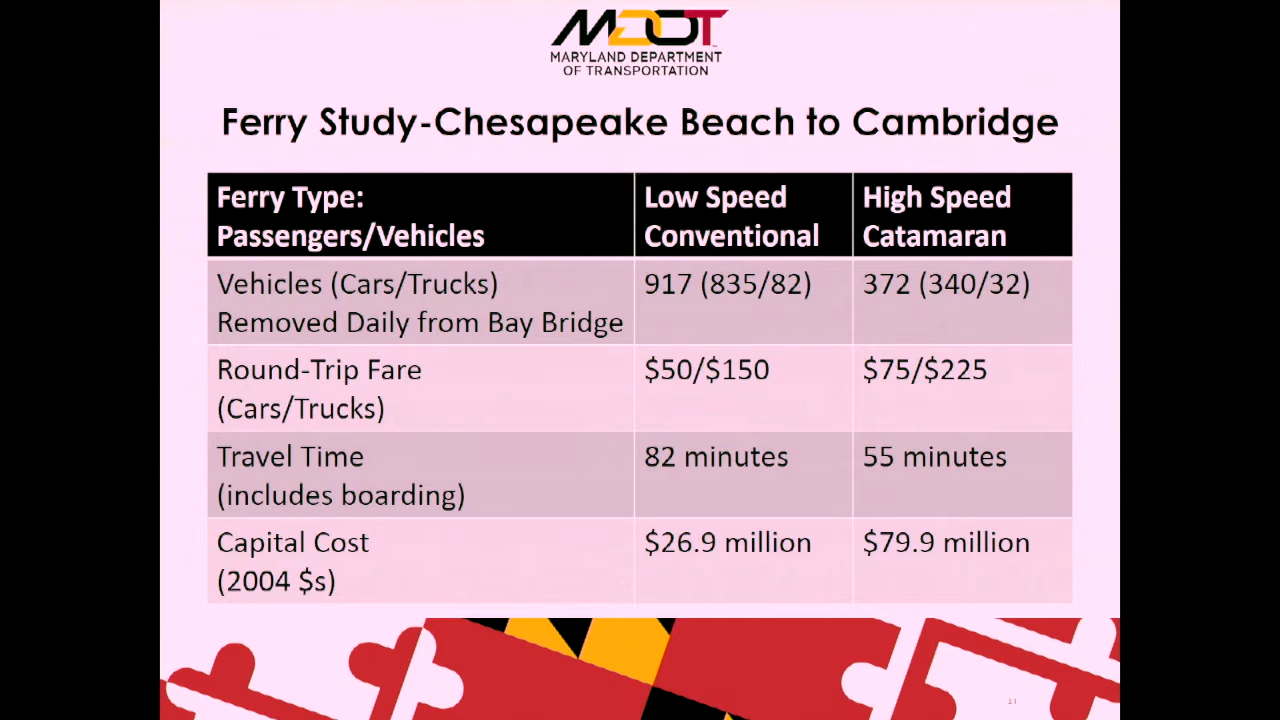 MDOT
MARYLAND DEPARTMENT
OF TRANSPORTATION
Ferry Study-Chesapeake Beach to Cambridge
Ferry Type:
Passengers/Vehicles
Low Speed
Conventional
High Speed
Catamaran
Vehicles (Cars/Trucks)
Removed Daily from Bay Bridge
917 (835/82)
372 (340/32)
Round-Trip Fare
(Cars/Trucks)
$50/$150
$75/$225
Travel Time
(includes boarding)
82 minutes
55 minutes
Capital Cost
(2004 $s)
$26.9 million
$79.9 million